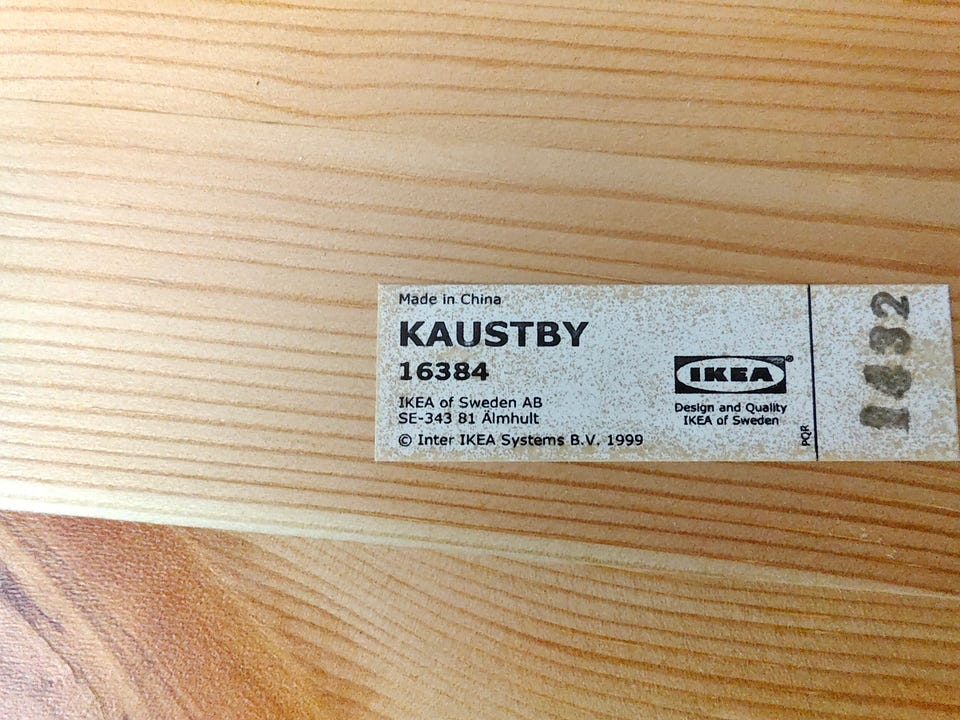 Made in China
KAUSTBY
16384
IKEA of Sweden AB
SE-343 81 Älmhult
© Inter IKEA Systems B.V. 1999
IKEA®
Design and Quality
IKEA of Sweden
PQR
1432